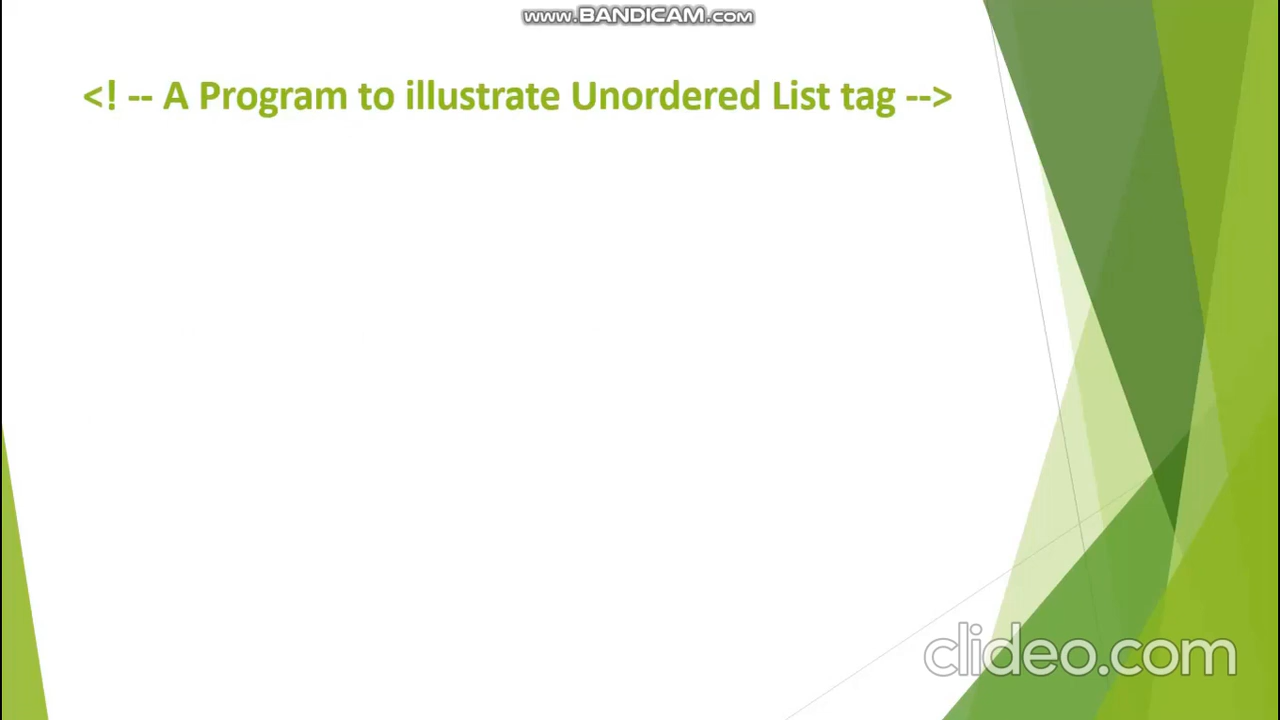 www.BANDICAM.com
<! -- A Program to illustrate Unordered List tag -->
clideo.com